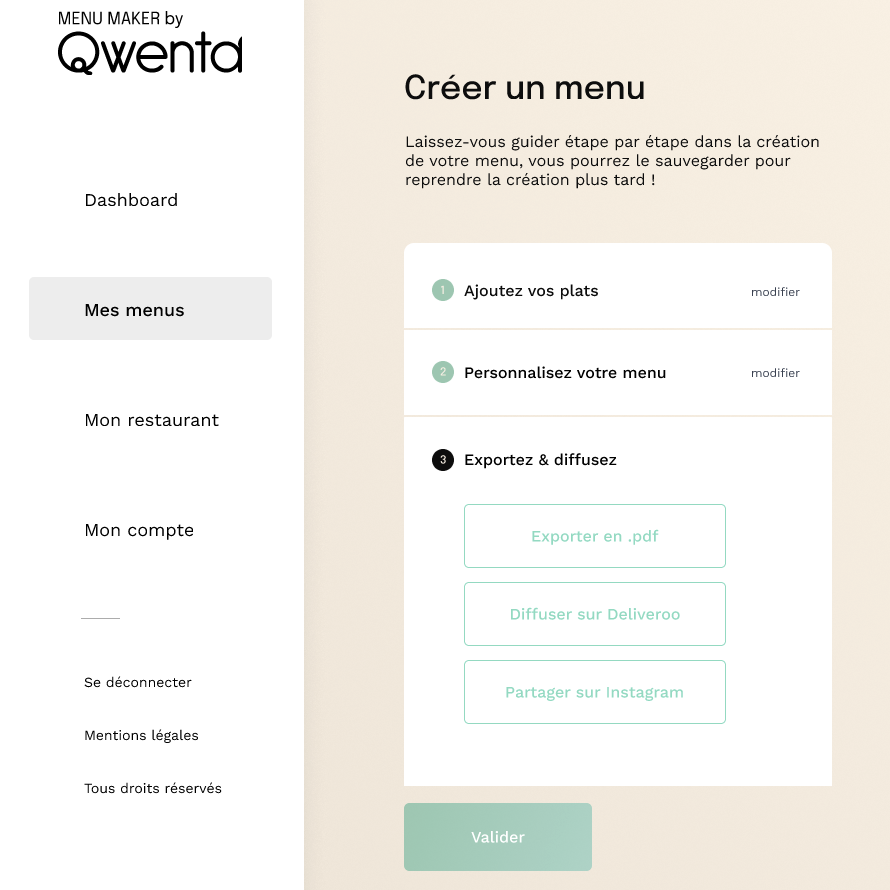 MENU MAKER by
Qwenta
Dashboard
Mes menus
Mon restaurant
Mon compte
Se déconnecter
Mentions légales
Tous droits réservés
Créer un menu
Laissez-vous guider étape par étape dans la création
de votre menu, vous pourrez le sauvegarder pour
reprendre la création plus tard !
1 Ajoutez vos plats modifier
2 Personnalisez votre menu modifier
3 Exportez & diffusez
Exporter en .pdf
Diffuser sur Deliveroo
Partager sur Instagram
Valider